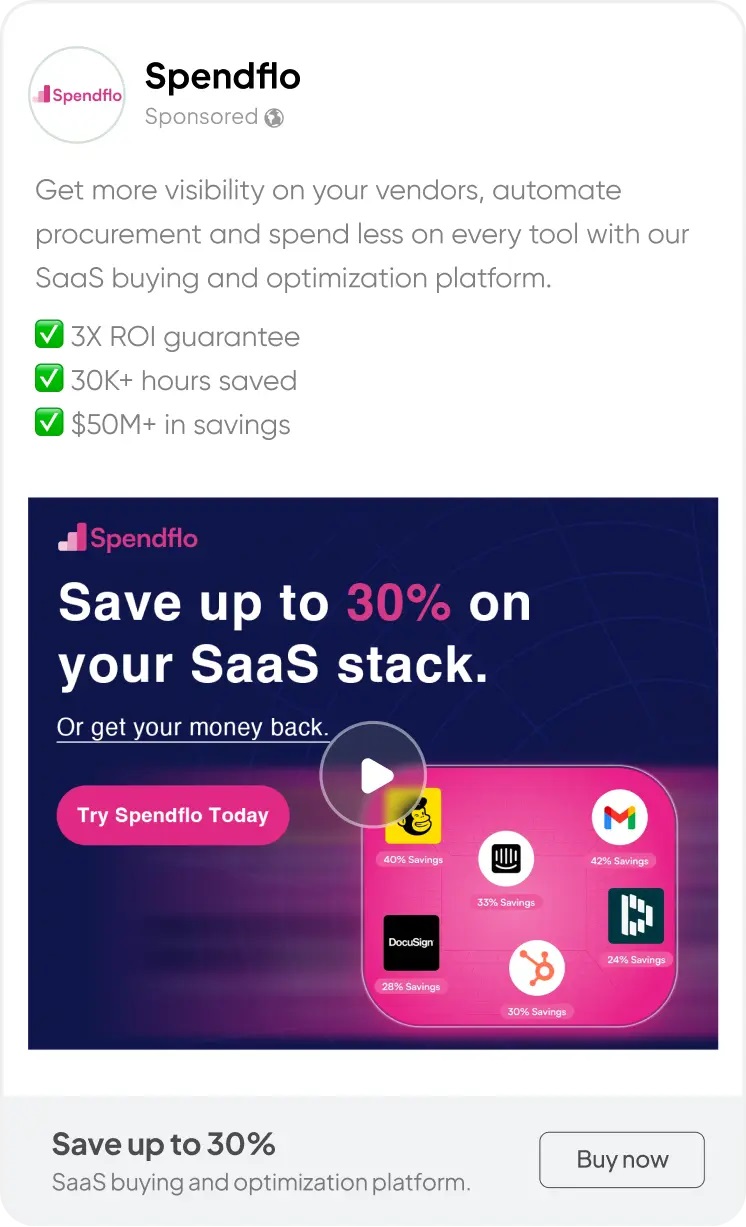 Spendflo
Spendflo
Sponsored
Get more visibility on your vendors, automate
procurement and spend less on every tool with our
SaaS buying and optimization platform.
✅ 3X ROI guarantee
✅ 30K+ hours saved
✅ $50M+ in savings
Spendflo
Save up to 30% on
your SaaS stack.
Or get your money back.
Try Spendflo Today
40% Savings
42% Savings
33% Savings
DocuSign
24% Savings
28% Savings
30% Savings
Save up to 30%
SaaS buying and optimization platform.
Buy now